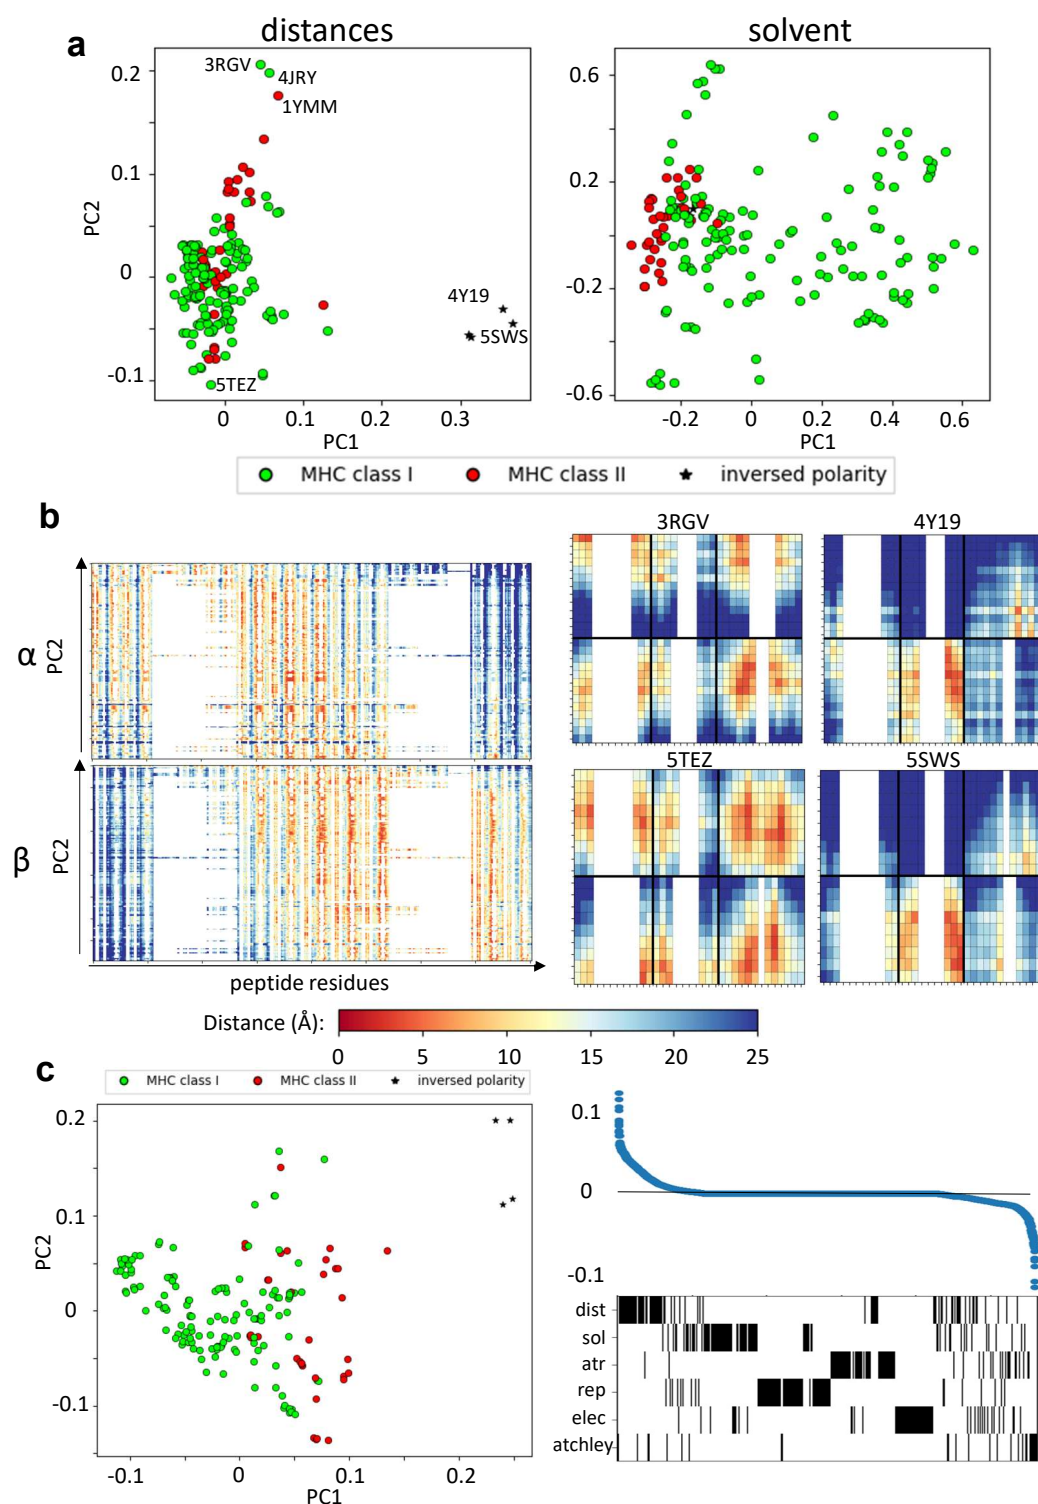 a
distances
solvent
3RGV
4JRY
1YMM
4Y19
5SWS
5TEZ
PC2
0.2
0.1
0
-0.1
0
0.1
0.2
0.3
PC1
0.6
0.2
-0.2
-0.6
-0.2
0
0.2
0.4
0.6
PC1
MHC class I
MHC class II
inversed polarity
b
α
PC2
β
PC2
peptide residues
3RGV
4Y19
5TEZ
5SWS
Distance (Å):
0
5
10
15
20
25
c
MHC class I
MHC class II
inversed polarity
PC2
0.2
0.1
0
-0.1
-0.1
0
0.1
0.2
PC1
0.1
0
-0.1
dist
sol
atr
rep
elec
atchley